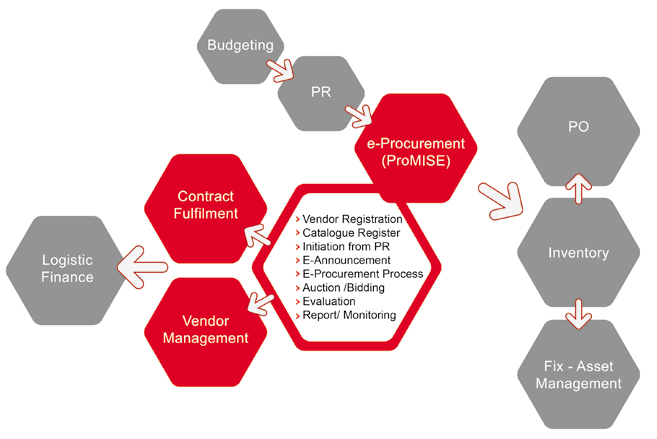 Budgeting
PR
e-Procurement
(ProMISE)
PO
Contract
Fulfilment
Vendor Registration
Catalogue Register
Initiation from PR
E-Announcement
E-Procurement Process
Auction /Bidding
Evaluation
Report/ Monitoring
Inventory
Logistic
Finance
Vendor
Management
Fix - Asset
Management